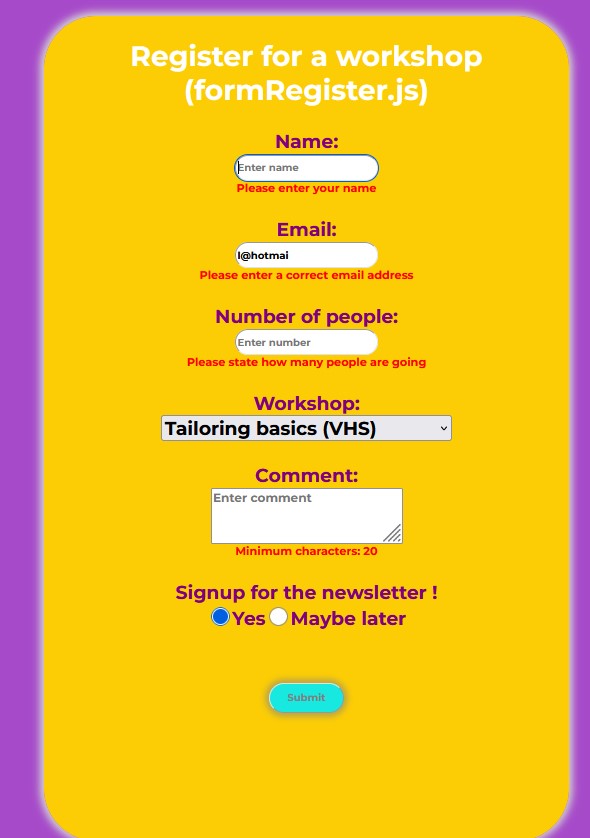 Register for a workshop
(formRegister.js)
Name:
Enter name
Please enter your name
Email:
l@hotmai
Please enter a correct email address
Number of people:
Enter number
Please state how many people are going
Workshop:
Tailoring basics (VHS)
Comment:
Enter comment
Minimum characters: 20
Signup for the newsletter !
Yes Maybe later
Submit